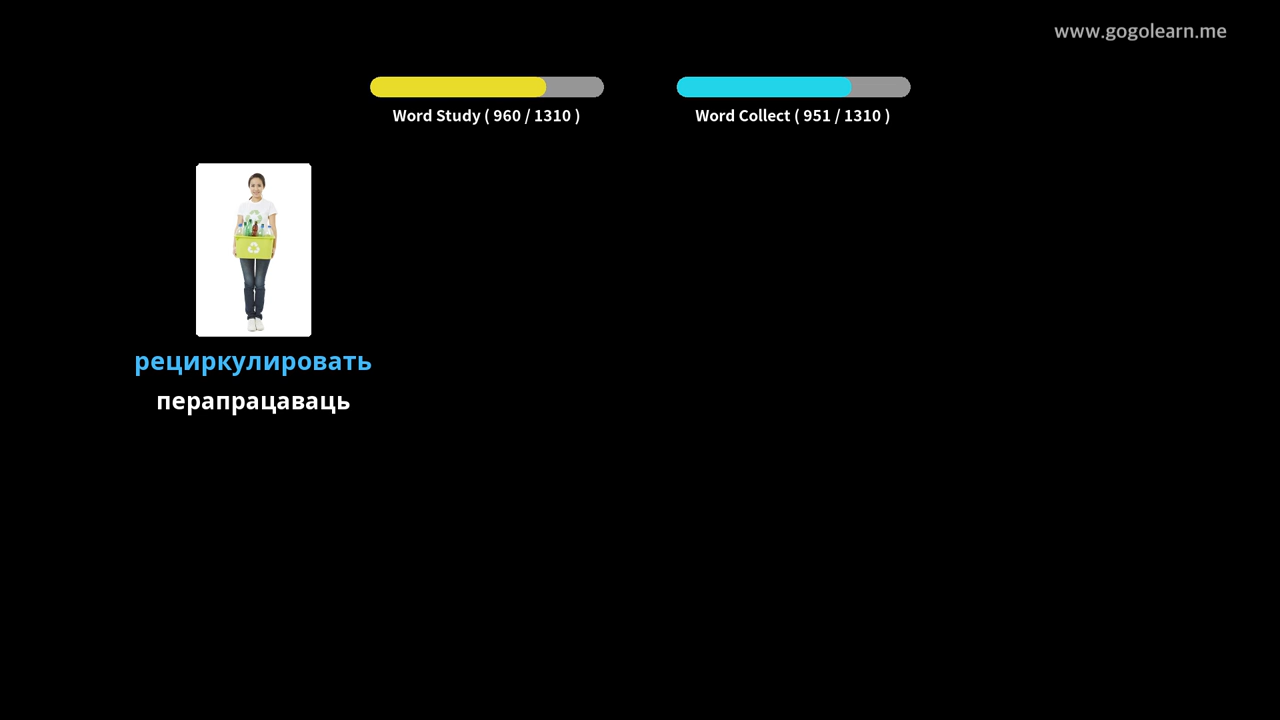 www.gogolearn.me
Word Study ( 960 / 1310 )
Word Collect ( 951 / 1310 )
рециркулировать
перапрацаваць